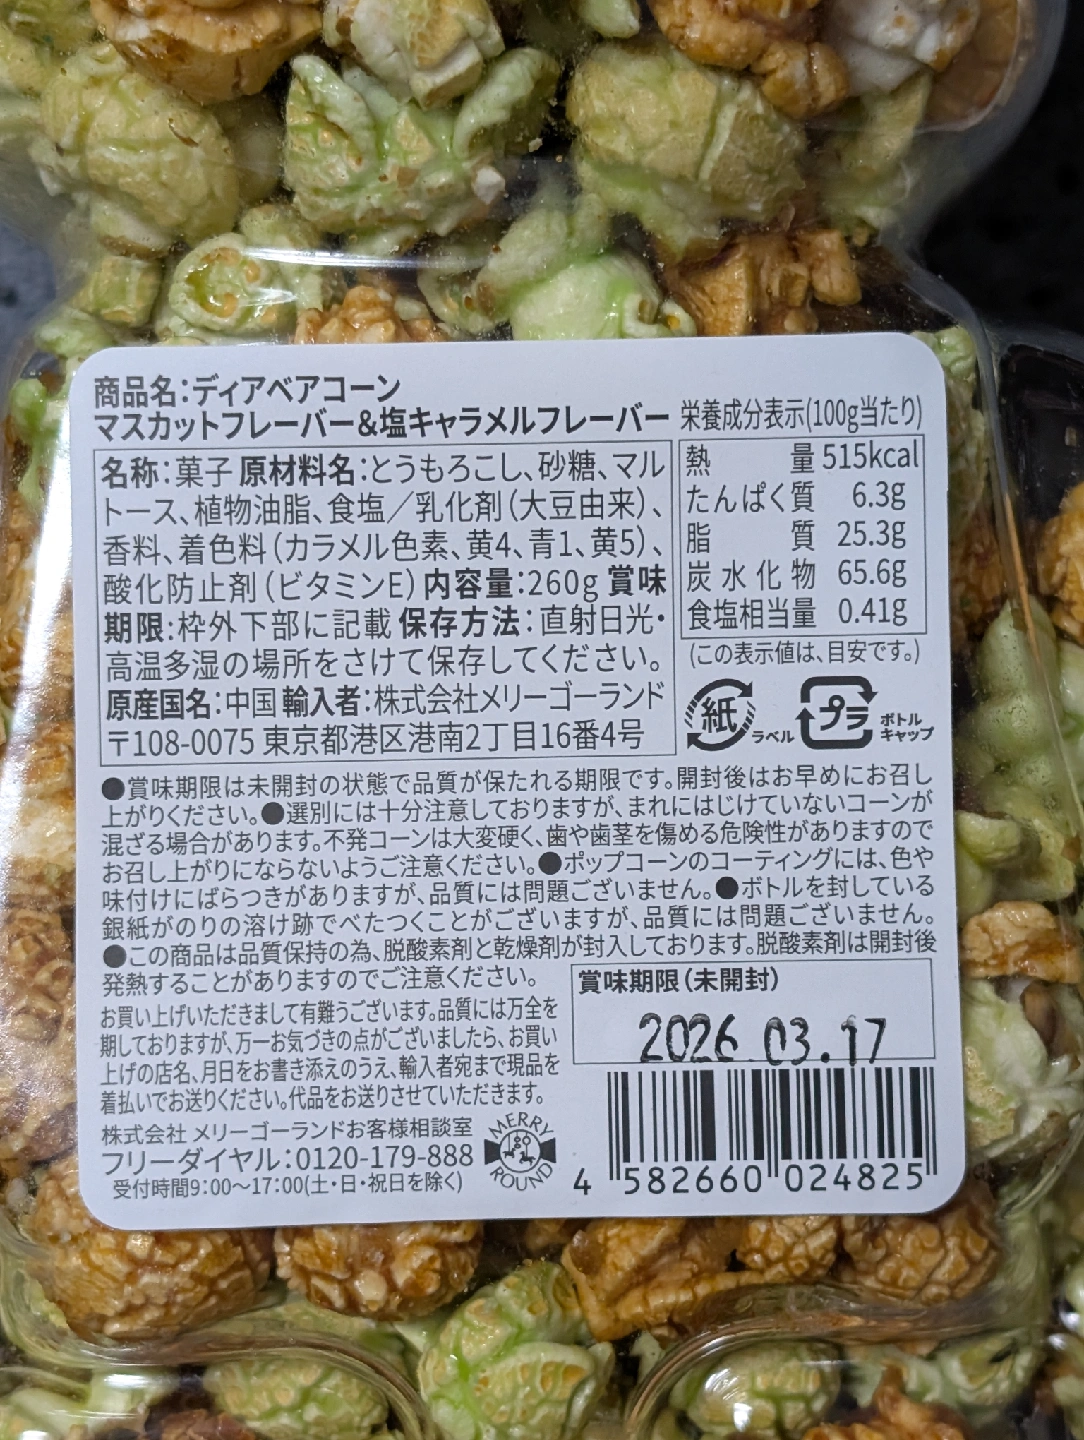 商品名:ディアベアコーン
マスカットフレーバー&塩キャラメルフレーバー
名称:菓子 原材料名:とうもろこし、砂糖、マル
トース、植物油脂、食塩/乳化剤(大豆由来)、
香料、着色料(カラメル色素、黄4、青1、黄5)、
酸化防止剤(ビタミンE) 内容量:260g 賞味
期限:枠外下部に記載 保存方法:直射日光・
高温多湿の場所をさけて保存してください。
原産国名:中国 輸入者:株式会社メリーゴーランド
〒108-0075 東京都港区港南2丁目16番4号
栄養成分表示(100g当たり)
熱量 515kcal
たんぱく質 6.3g
脂質 25.3g
炭水化物 65.6g
食塩相当量 0.41g
(この表示値は、目安です。)
紙 ラベル プラ ボトル
キャップ
●賞味期限は未開封の状態で品質が保たれる期限です。開封後はお早めにお召し
上がりください。●選別には十分注意しておりますが、まれにはじけていないコーンが
混ざる場合があります。不発コーンは大変硬く、歯や歯茎を傷める危険性がありますので
お召し上がりにならないようご注意ください。●ポップコーンのコーティングには、色や
味付けにばらつきがありますが、品質には問題ございません。●ボトルを封している
銀紙がのりの溶け跡でべたつくことがございますが、品質には問題ございません。
●この商品は品質保持の為、脱酸素剤と乾燥剤が封入しております。脱酸素剤は開封後
発熱することがありますのでご注意ください。
お買い上げいただきまして有難うございます。品質には万全を
期しておりますが、万一お気づきの点がございましたら、お買い
上げの店名、月日をお書き添えのうえ、輸入者宛まで現品を
着払いでお送りください。代品をお送りさせていただきます。
株式会社 メリーゴーランドお客様相談室
フリーダイヤル:0120-179-888
受付時間9:00〜17:00(土・日・祝日を除く)
MERRY
ROUND
賞味期限(未開封)
2026.03.17
4 582660 024825